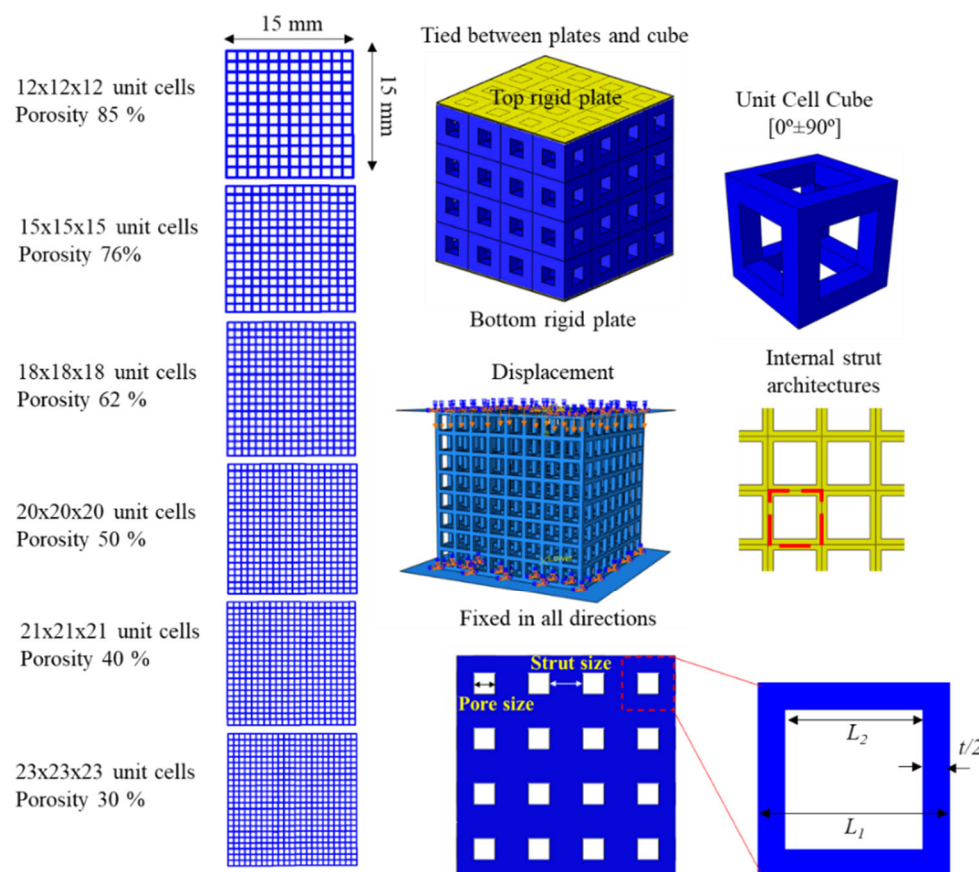 15 mm
15 mm
12x12x12 unit cells
Porosity 85 %
15x15x15 unit cells
Porosity 76%
18x18x18 unit cells
Porosity 62 %
20x20x20 unit cells
Porosity 50 %
21x21x21 unit cells
Porosity 40 %
23x23x23 unit cells
Porosity 30 %
Tied between plates and cube
Top rigid plate
Bottom rigid plate
Unit Cell Cube
[0º±90º]
Displacement
Fixed in all directions
Internal strut
architectures
Strut size
Pore size
L₂
t/2
L₁